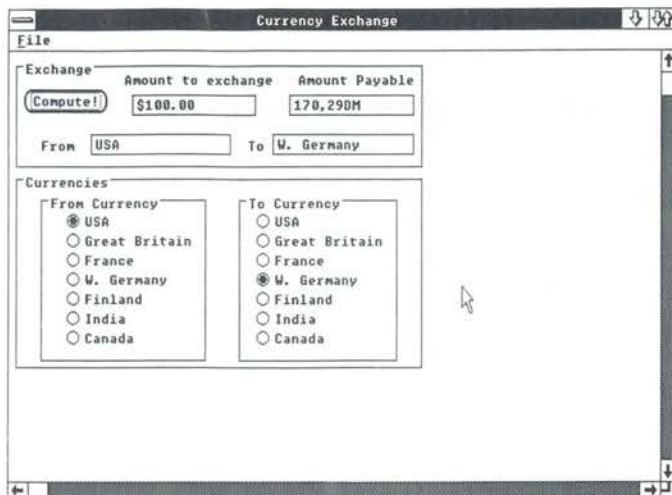 Currency Exchange
File
Exchange
Amount to exchange Amount Payable
Compute! $100.00 170,29DM
From USA To W. Germany
Currencies
From Currency To Currency
USA USA
Great Britain Great Britain
France France
W. Germany W. Germany
Finland Finland
India India
Canada Canada